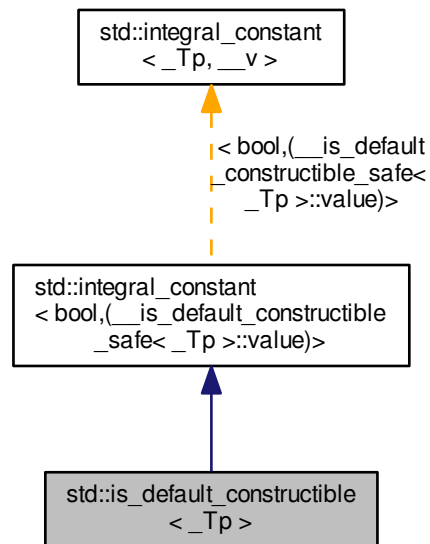 std::integral_constant
< _Tp, __v >
< bool,(__is_default
_constructible_safe<
_Tp >::value)>
std::integral_constant
< bool,(__is_default_constructible
_safe< _Tp >::value)>
std::is_default_constructible
< _Tp >